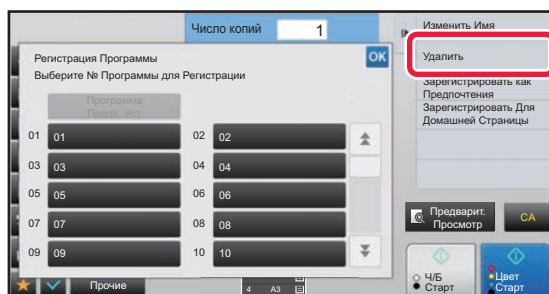 Число копий 1
Изменить Имя
Удалить
Зарегистрировать как
Предпочтения
Зарегистрировать Для
Домашней Страницы
Регистрация Программы
OK
Выберите № Программы для Регистрации
Программа
Предв. Уст.
01 01
02 02
03 03
04 04
05 05
06 06
07 07
08 08
09 09
10 10
Предварит.
Просмотр
CA
Ч/Б
Старт
Цвет
Старт
Прочие
4 A3